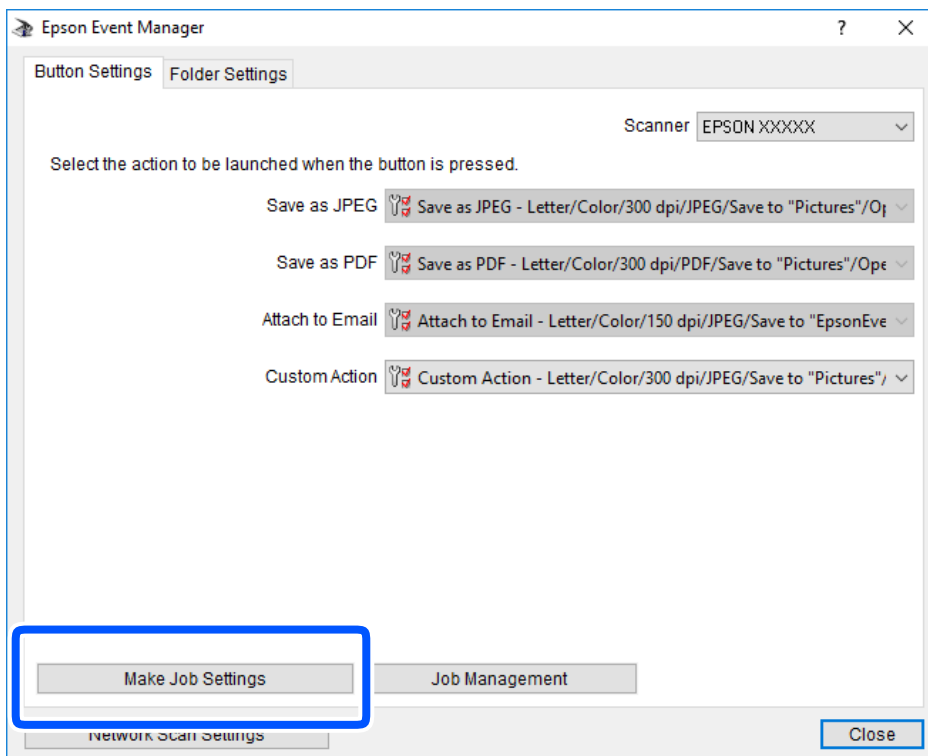 Epson Event Manager
Button Settings Folder Settings
Scanner EPSON XXXXX
Select the action to be launched when the button is pressed.
Save as JPEG Save as JPEG - Letter/Color/300 dpi/JPEG/Save to "Pictures"/Op
Save as PDF Save as PDF - Letter/Color/300 dpi/PDF/Save to "Pictures"/Ope
Attach to Email Attach to Email - Letter/Color/150 dpi/JPEG/Save to "EpsonEve
Custom Action Custom Action - Letter/Color/300 dpi/JPEG/Save to "Pictures"/
Make Job Settings Job Management
Network Scan Settings Close